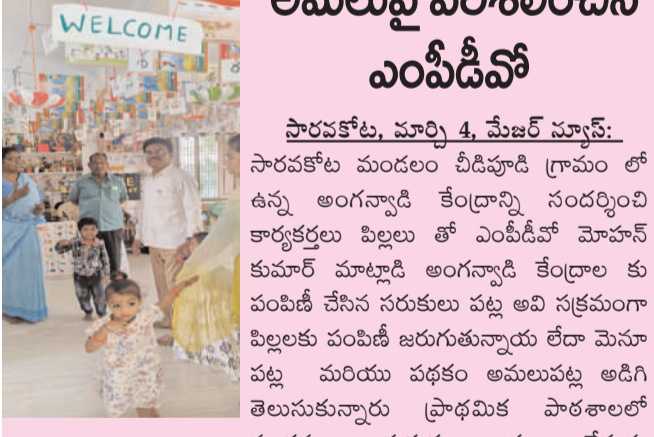 WELCOME
అమలుపై పరిశీలించిన
ఎంపీడీవో
సారవకోట, మార్చి 4, మేజర్ న్యూస్:
సారవకోట మండలం చీడిపూడి గ్రామం లో
ఉన్న అంగన్వాడి కేంద్రాన్ని సందర్శించి
కార్యకర్తలు పిల్లలు తో ఎంపీడీవో మోహన్
కుమార్ మాట్లాడి అంగన్వాడి కేంద్రాల కు
పంపిణీ చేసిన సరుకులు పట్ల అవి సక్రమంగా
పిల్లలకు పంపిణీ జరుగుతున్నాయ లేదా మెనూ
పట్ల మరియు పథకం అమలుపట్ల అడిగి
తెలుసుకున్నారు ప్రాథమిక పాఠశాలలో